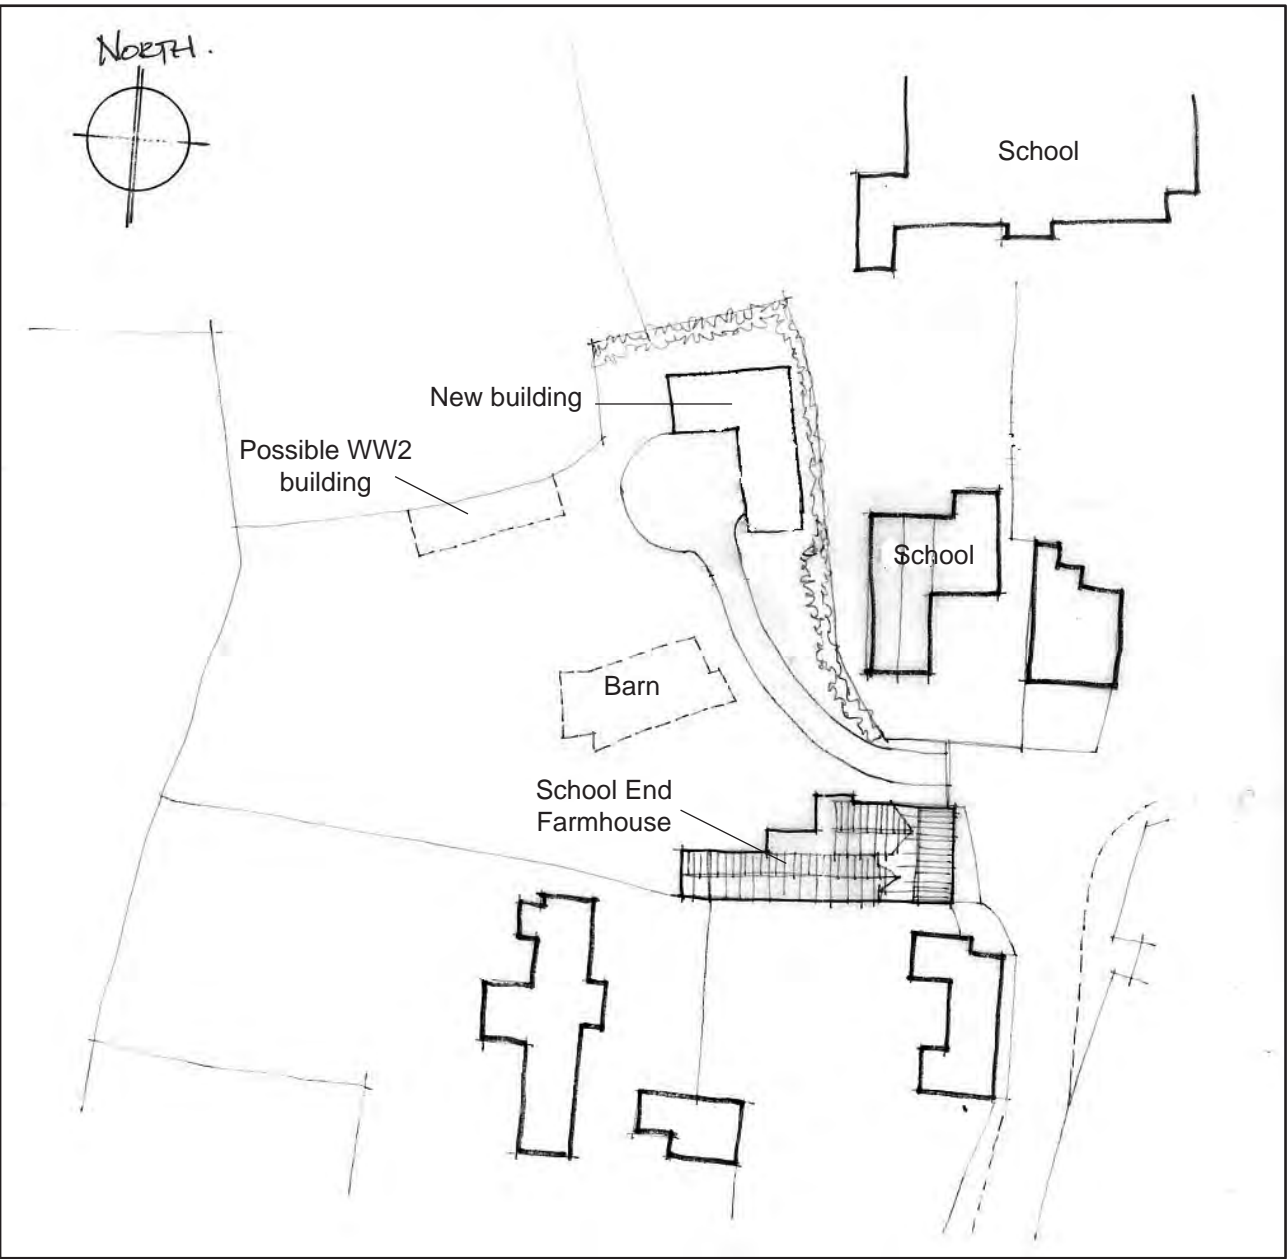 NORTH.
School
New building
Possible WW2
building
School
Barn
School End
Farmhouse